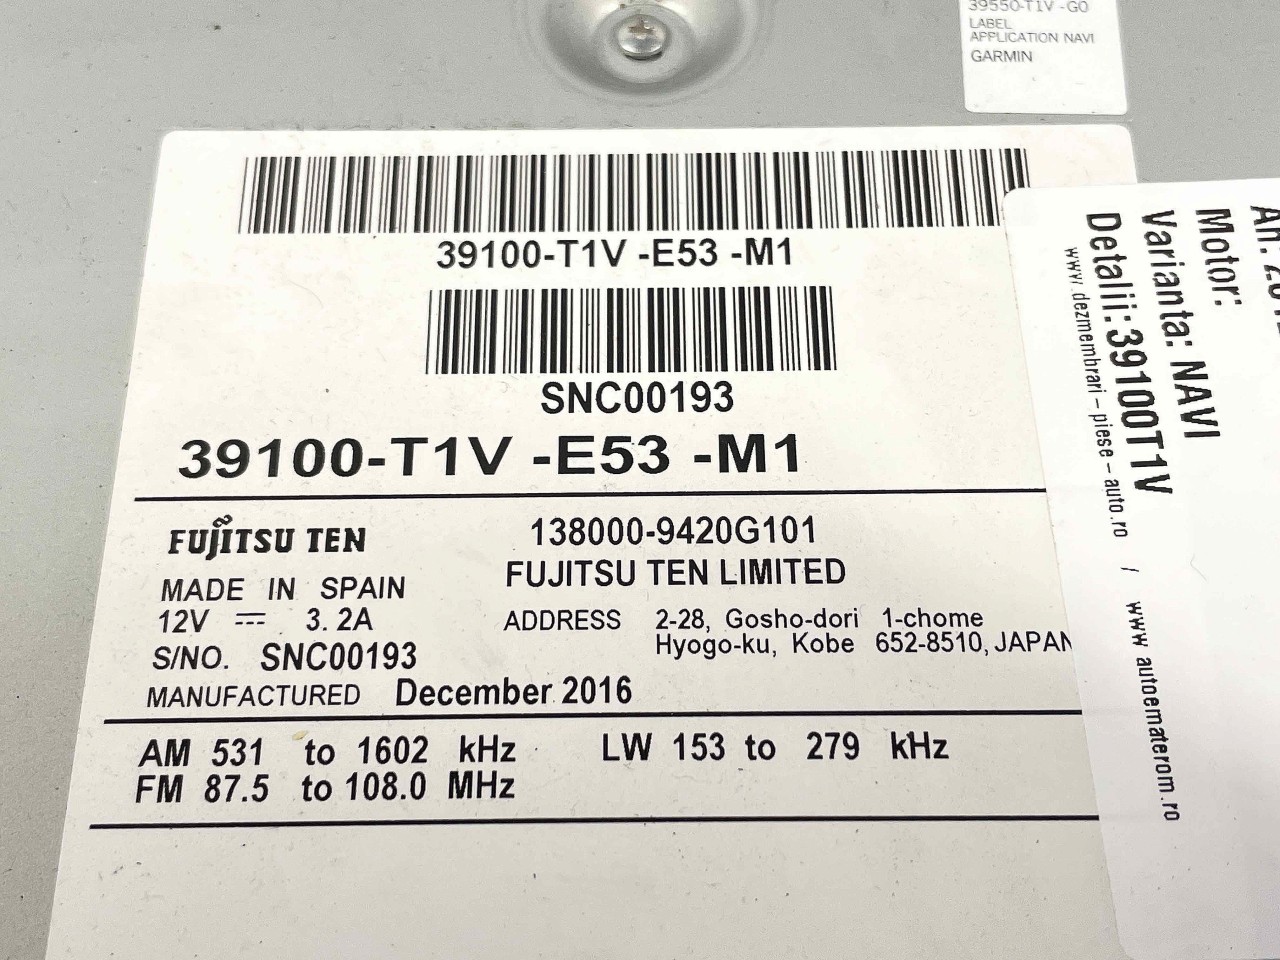 39550-T1V -G0
LABEL
APPLICATION NAVI
GARMIN
39100-T1V -E53 -M1
SNC00193
39100-T1V -E53 -M1
FUJITSU TEN
138000-9420G101
FUJITSU TEN LIMITED
MADE IN SPAIN
12V ⎓ 3.2A
ADDRESS 2-28, Gosho-dori 1-chome
Hyogo-ku, Kobe 652-8510, JAPAN
S/NO. SNC00193
MANUFACTURED December 2016
AM 531 to 1602 kHz LW 153 to 279 kHz
FM 87.5 to 108.0 MHz
An:
Motor:
Varianta: NAVI
Detalii: 39100T1V
www.dezmembrari-piese-auto.ro / www autoematerom.ro